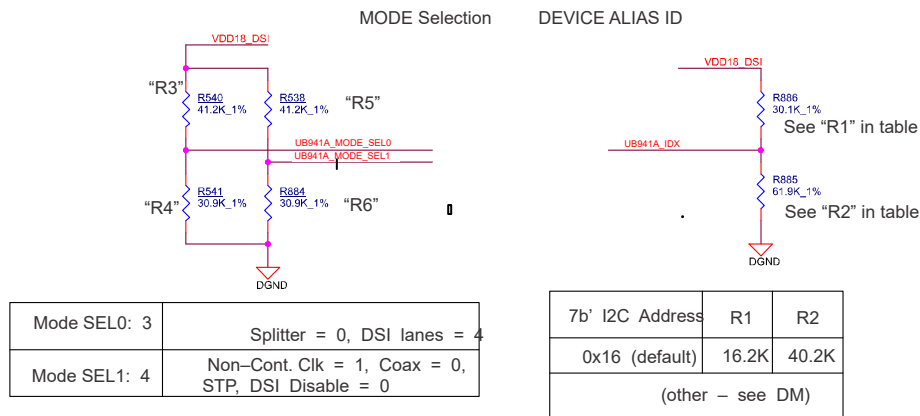 MODE Selection
DEVICE ALIAS ID
VDD18_DSI
VDD18_DSI
“R3”
R540
41.2K_1%
R538
41.2K_1%
“R5”
R886
30.1K_1%
See “R1” in table
UB941A_MODE_SEL0
UB941A_MODE_SEL1
UB941A_IDX
“R4”
R541
30.9K_1%
R884
30.9K_1%
“R6”
R885
61.9K_1%
See “R2” in table
DGND
DGND
Mode SEL0: 3
Splitter = 0, DSI lanes = 4
Mode SEL1: 4
Non–Cont. Clk = 1, Coax = 0,
STP, DSI Disable = 0
7b’ I2C Address R1 R2
0x16 (default) 16.2K 40.2K
(other – see DM)